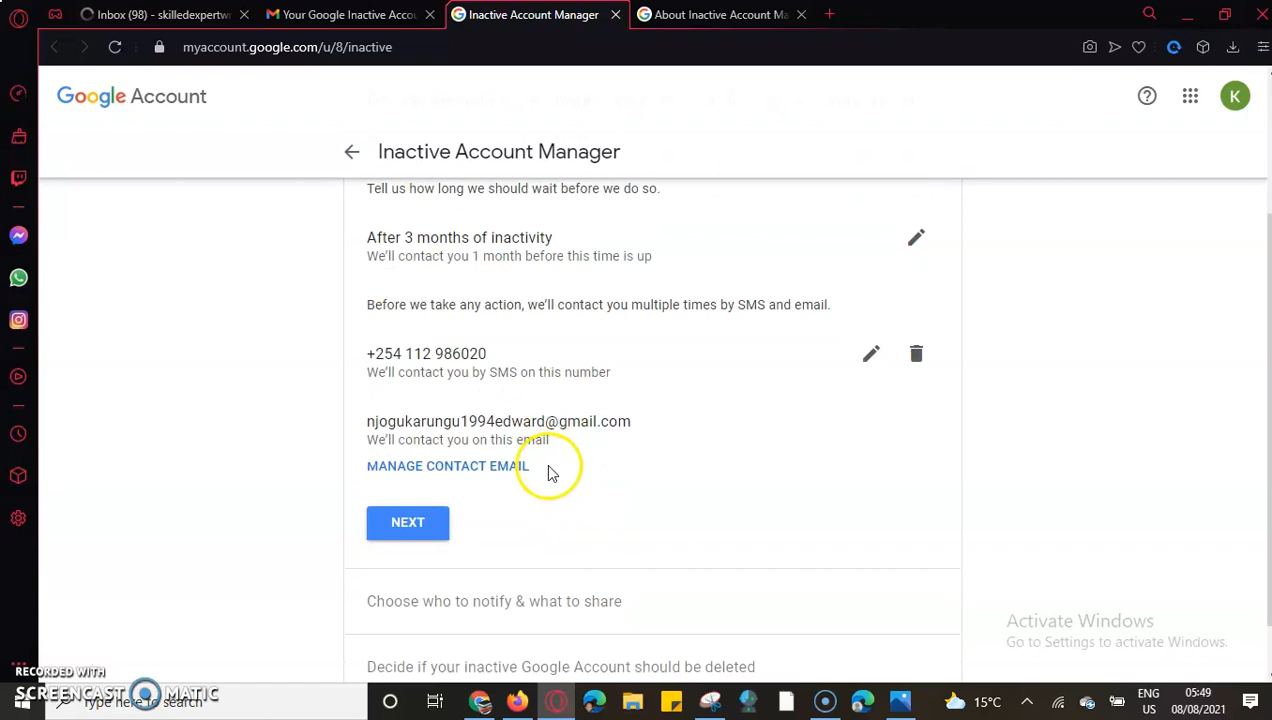 Inbox (98) - skilledexpertwr
Your Google Inactive Accou
Inactive Account Manager
About Inactive Account Ma
myaccount.google.com/u/8/inactive
Google Account
K
Inactive Account Manager
Tell us how long we should wait before we do so.
After 3 months of inactivity
We'll contact you 1 month before this time is up
Before we take any action, we'll contact you multiple times by SMS and email.
+254 112 986020
We'll contact you by SMS on this number
njogukarungu1994edward@gmail.com
We'll contact you on this email
MANAGE CONTACT EMAIL
NEXT
Choose who to notify & what to share
Decide if your inactive Google Account should be deleted
Activate Windows
Go to Settings to activate Windows.
RECORDED WITH
SCREENCAST MATIC
Type here to search
15°C
ENG
US
05:49
08/08/2021